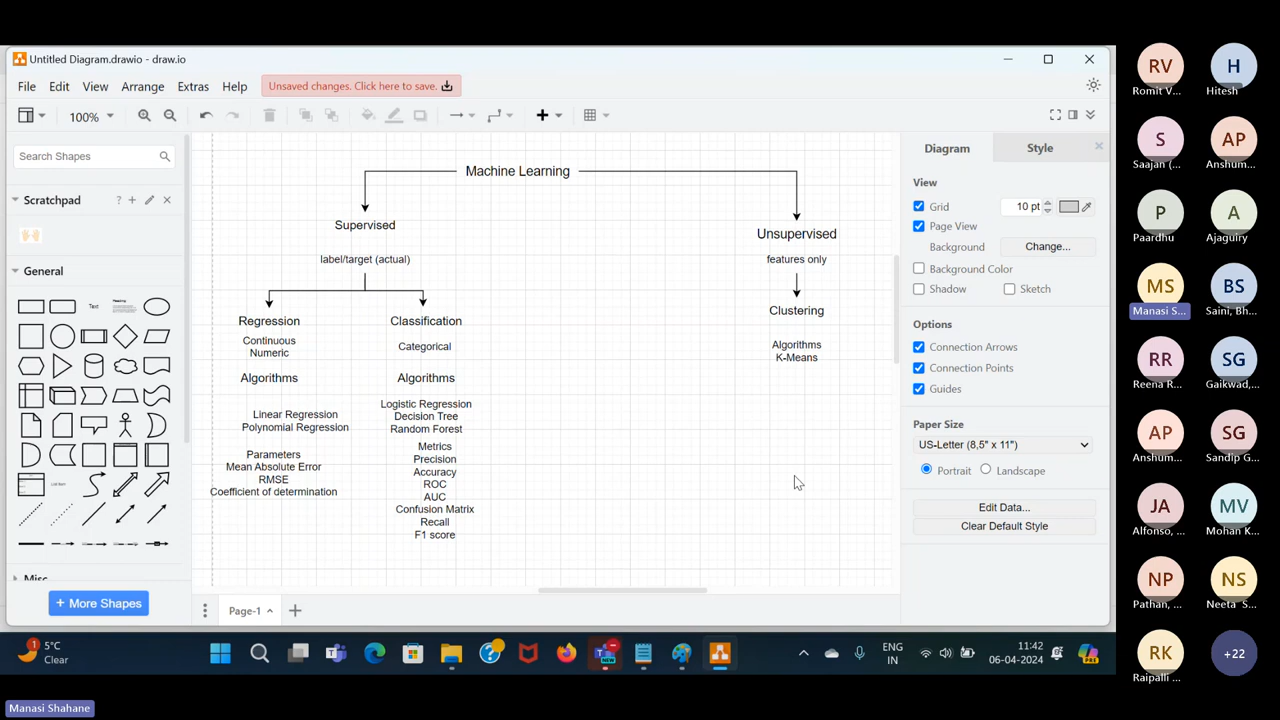 Untitled Diagram.drawio - draw.io
File Edit View Arrange Extras Help Unsaved changes. Click here to save.
100%
Search Shapes
Scratchpad
?
General
Text
Heading
List Item
Misc
+ More Shapes
Machine Learning
Supervised
label/target (actual)
Regression
Continuous
Numeric
Algorithms
Linear Regression
Polynomial Regression
Parameters
Mean Absolute Error
RMSE
Coefficient of determination
Classification
Categorical
Algorithms
Logistic Regression
Decision Tree
Random Forest
Metrics
Precision
Accuracy
ROC
AUC
Confusion Matrix
Recall
F1 score
Unsupervised
features only
Clustering
Algorithms
K-Means
Page-1
Diagram Style
View
Grid 10 pt
Page View
Background Change...
Background Color
Shadow Sketch
Options
Connection Arrows
Connection Points
Guides
Paper Size
US-Letter (8,5" x 11")
Portrait Landscape
Edit Data...
Clear Default Style
RV H
Romit V... Hitesh
S AP
Saajan (... Anshum...
P A
Paardhu Ajaguiry
MS BS
Manasi S... Saini, Bh...
RR SG
Reena R... Gaikwad,...
AP SG
Anshum... Sandip G...
JA MV
Alfonso, ... Mohan K...
NP NS
Pathan, ... Neeta S...
RK +22
Raipalli ...
1
5°C
Clear
NEW
ENG
IN
11:42
06-04-2024
PRE
Manasi Shahane